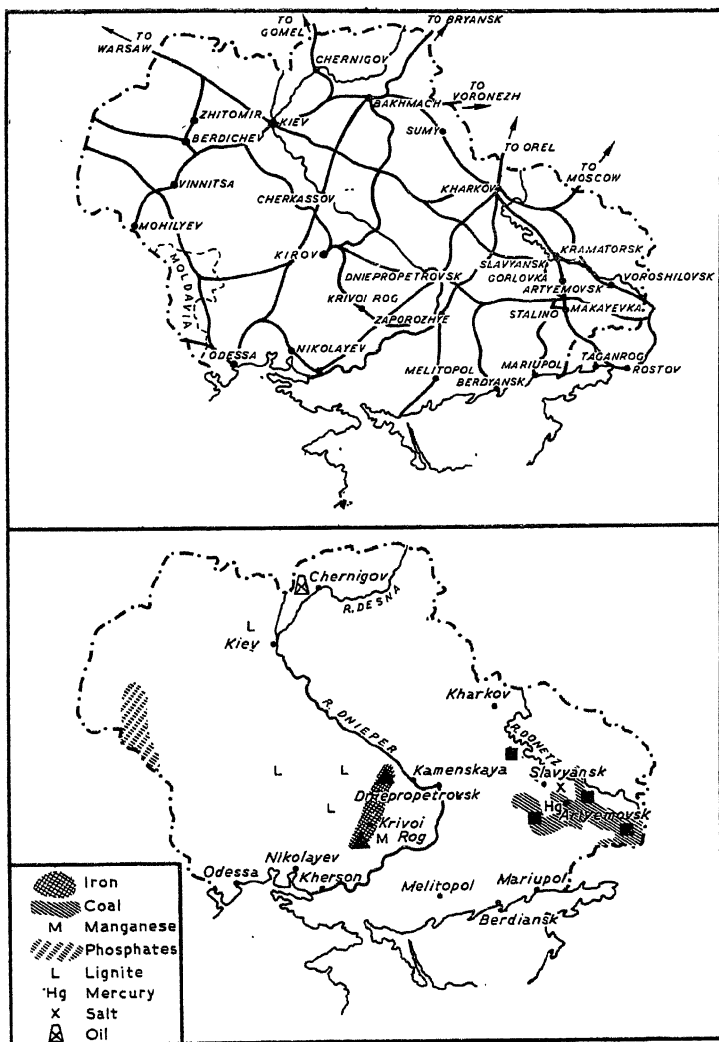 TO WARSAW
TO GOMEL
TO BRYANSK
CHERNIGOV
TO VORONEZH
BAKHMACH
ZHITOMIR
KIEV
SUMY
BERDICHEV
TO OREL
TO MOSCOW
VINNITSA
CHERKASSOV
KHARKOV
MOHILYEV
KIROV
KRAMATORSK
MOLDAVIA
DNIEPROPETROVSK
SLAVYANSK
GORLOVKA
VOROSHILOVSK
ARTYEMOVSK
KRIVOI ROG
ZAPOROZHYE
STALINO
MAKAYEVKA
ODESSA
NIKOLAYEV
MELITOPOL
MARIUPOL
TAGANROG
BERDYANSK
ROSTOV
Chernigov
R. DESNA
L
Kiev
Kharkov
R. DNIEPER
R. DONETZ
L
L
Kamenskaya
Slavyansk
Dniepropetrovsk
x
Hg
L
Artyemovsk
Krivoi
M Rog
Nikolayev
Odessa
Kherson
Melitopol
Mariupol
Berdiansk
Iron
Coal
M Manganese
Phosphates
L Lignite
Hg Mercury
x Salt
Oil